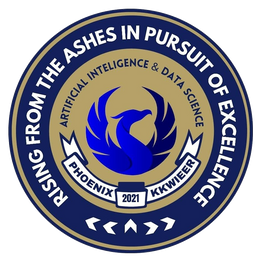 RISING FROM THE ASHES IN PURSUIT OF EXCELLENCE
ARTIFICIAL INTELIGENCE & DATA SCIENCE
PHOENIX
2021
KKWIEER